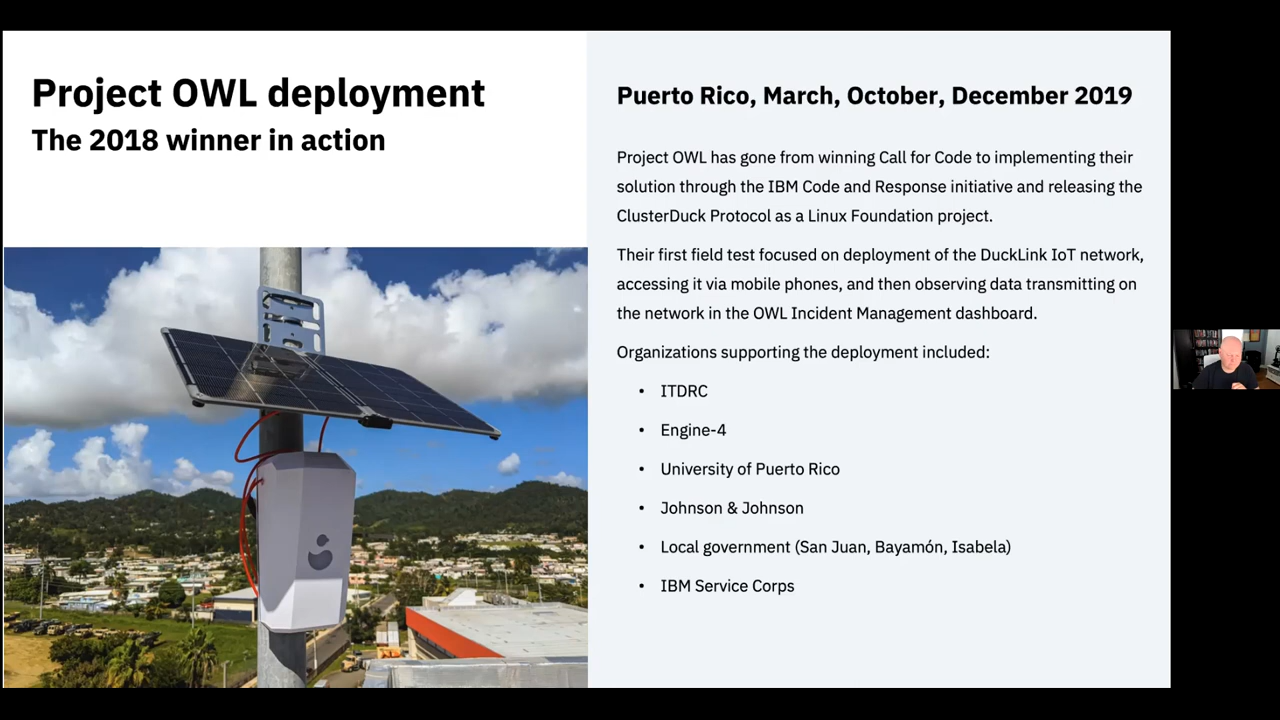 Project OWL deployment
The 2018 winner in action
Puerto Rico, March, October, December 2019
Project OWL has gone from winning Call for Code to implementing their
solution through the IBM Code and Response initiative and releasing the
ClusterDuck Protocol as a Linux Foundation project.
Their first field test focused on deployment of the DuckLink IoT network,
accessing it via mobile phones, and then observing data transmitting on
the network in the OWL Incident Management dashboard.
Organizations supporting the deployment included:
• ITDRC
• Engine-4
• University of Puerto Rico
• Johnson & Johnson
• Local government (San Juan, Bayamón, Isabela)
• IBM Service Corps